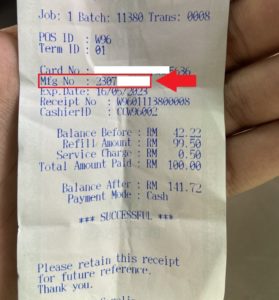 Job: 1 Batch: 11380 Trans: 0008
POS ID : W96
Term ID : 01
Card No : 5636
Mfg No : 2307
Exp.Date: 16/05/2023
Receipt No : W960113800008
CashierID : CCW96002
Balance Before : RM 42.22
Refill Amount : RM 99.50
Service Charge : RM 0.50
Total Amount Paid : RM 100.00
Balance After : RM 141.72
Payment Mode : Cash
*** SUCCESSFUL ***
Please retain this receipt
for future reference.
Thank you.